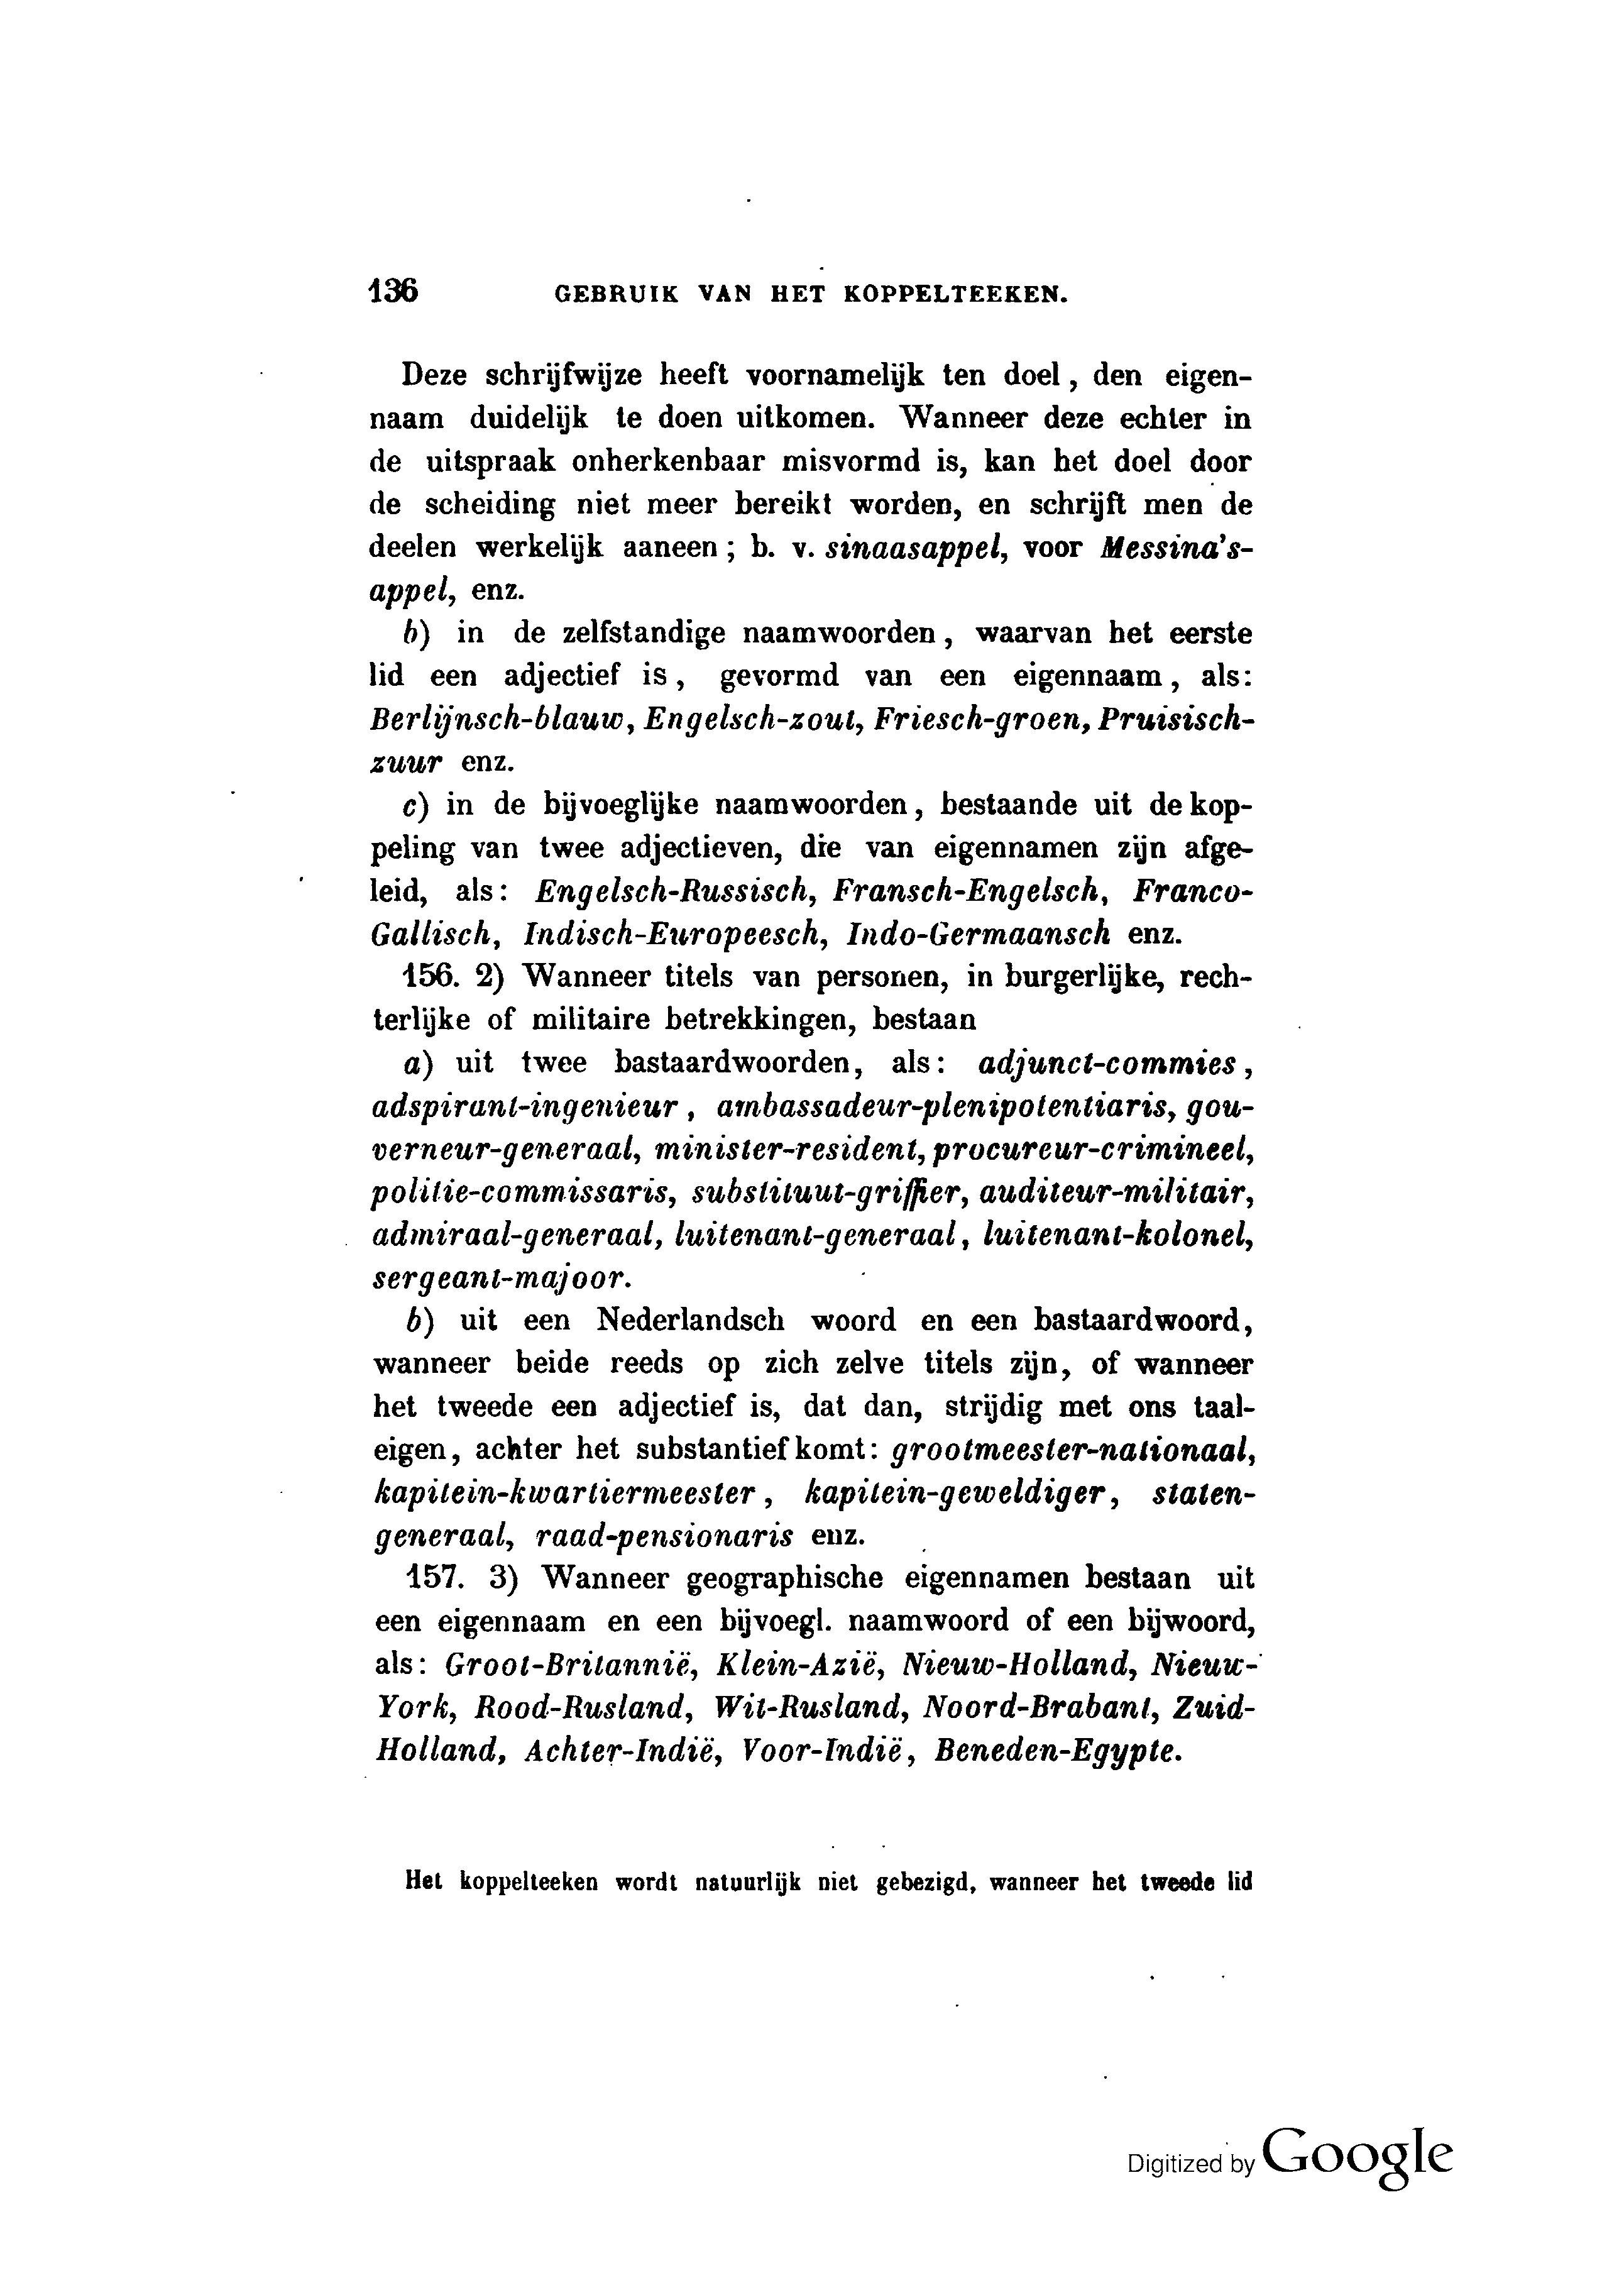 136 GEBRUIK VAN HET KOPPELTEEKEN.
Deze schrijfwijze heeft voornamelijk ten doel, den eigen-
naam duidelijk te doen uitkomen. Wanneer deze echter in
de uitspraak onherkenbaar misvormd is, kan het doel door
de scheiding niet meer bereikt worden, en schrijft men de
deelen werkelijk aaneen; b. v. sinaasappel, voor Messina's-
appel, enz.
b) in de zelfstandige naamwoorden, waarvan het eerste
lid een adjectief is, gevormd van een eigennaam, als:
Berlijnsch-blauw, Engelsch-zout, Friesch-groen, Pruisisch-
zuur enz.
c) in de bijvoeglijke naamwoorden, bestaande uit de kop-
peling van twee adjectieven, die van eigennamen zijn afge-
leid, als: Engelsch-Russisch, Fransch-Engelsch, Franco-
Gallisch, Indisch-Europeesch, Indo-Germaansch enz.
156. 2) Wanneer titels van personen, in burgerlijke, rech-
terlijke of militaire betrekkingen, bestaan
a) uit twee bastaardwoorden, als: adjunct-commies,
adspirant-ingenieur, ambassadeur-plenipotentiaris, gou-
verneur-generaal, minister-resident, procureur-crimineel,
politie-commissaris, substituut-griffier, auditeur-militair,
admiraal-generaal, luitenant-generaal, luitenant-kolonel,
sergeant-majoor.
b) uit een Nederlandsch woord en een bastaardwoord,
wanneer beide reeds op zich zelve titels zijn, of wanneer
het tweede een adjectief is, dat dan, strijdig met ons taal-
eigen, achter het substantief komt: grootmeester-nationaal,
kapitein-kwartiermeester, kapitein-geweldiger, staten-
generaal, raad-pensionaris enz.
157. 3) Wanneer geographische eigennamen bestaan uit
een eigennaam en een bijvoegl. naamwoord of een bijwoord,
als: Groot-Britannië, Klein-Azië, Nieuw-Holland, Nieuw-
York, Rood-Rusland, Wit-Rusland, Noord-Brabant, Zuid-
Holland, Achter-Indië, Voor-Indië, Beneden-Egypte.
Het koppelteeken wordt natuurlijk niet gebezigd, wanneer het tweede lid
Digitized by Google